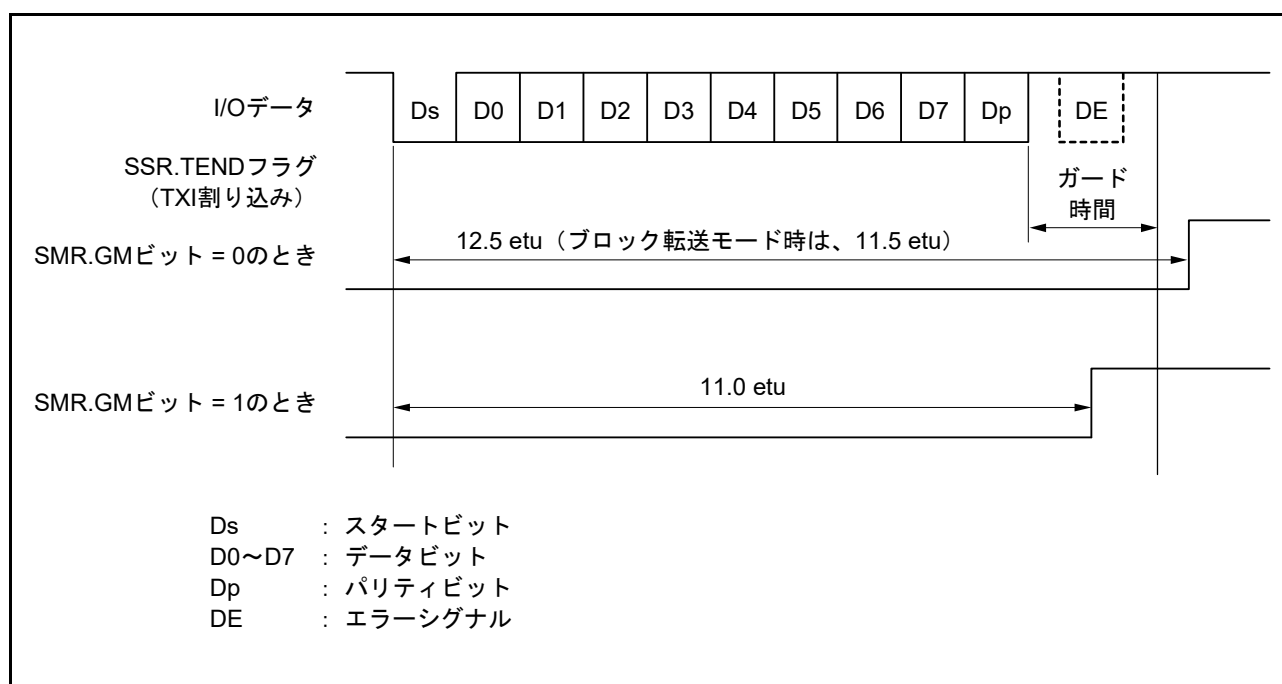 I/Oデータ
Ds D0 D1 D2 D3 D4 D5 D6 D7 Dp DE
SSR.TENDフラグ
（TXI割り込み）
ガード
時間
SMR.GMビット = 0のとき
12.5 etu（ブロック転送モード時は、11.5 etu）
SMR.GMビット = 1のとき
11.0 etu
Ds : スタートビット
D0～D7 : データビット
Dp : パリティビット
DE : エラーシグナル